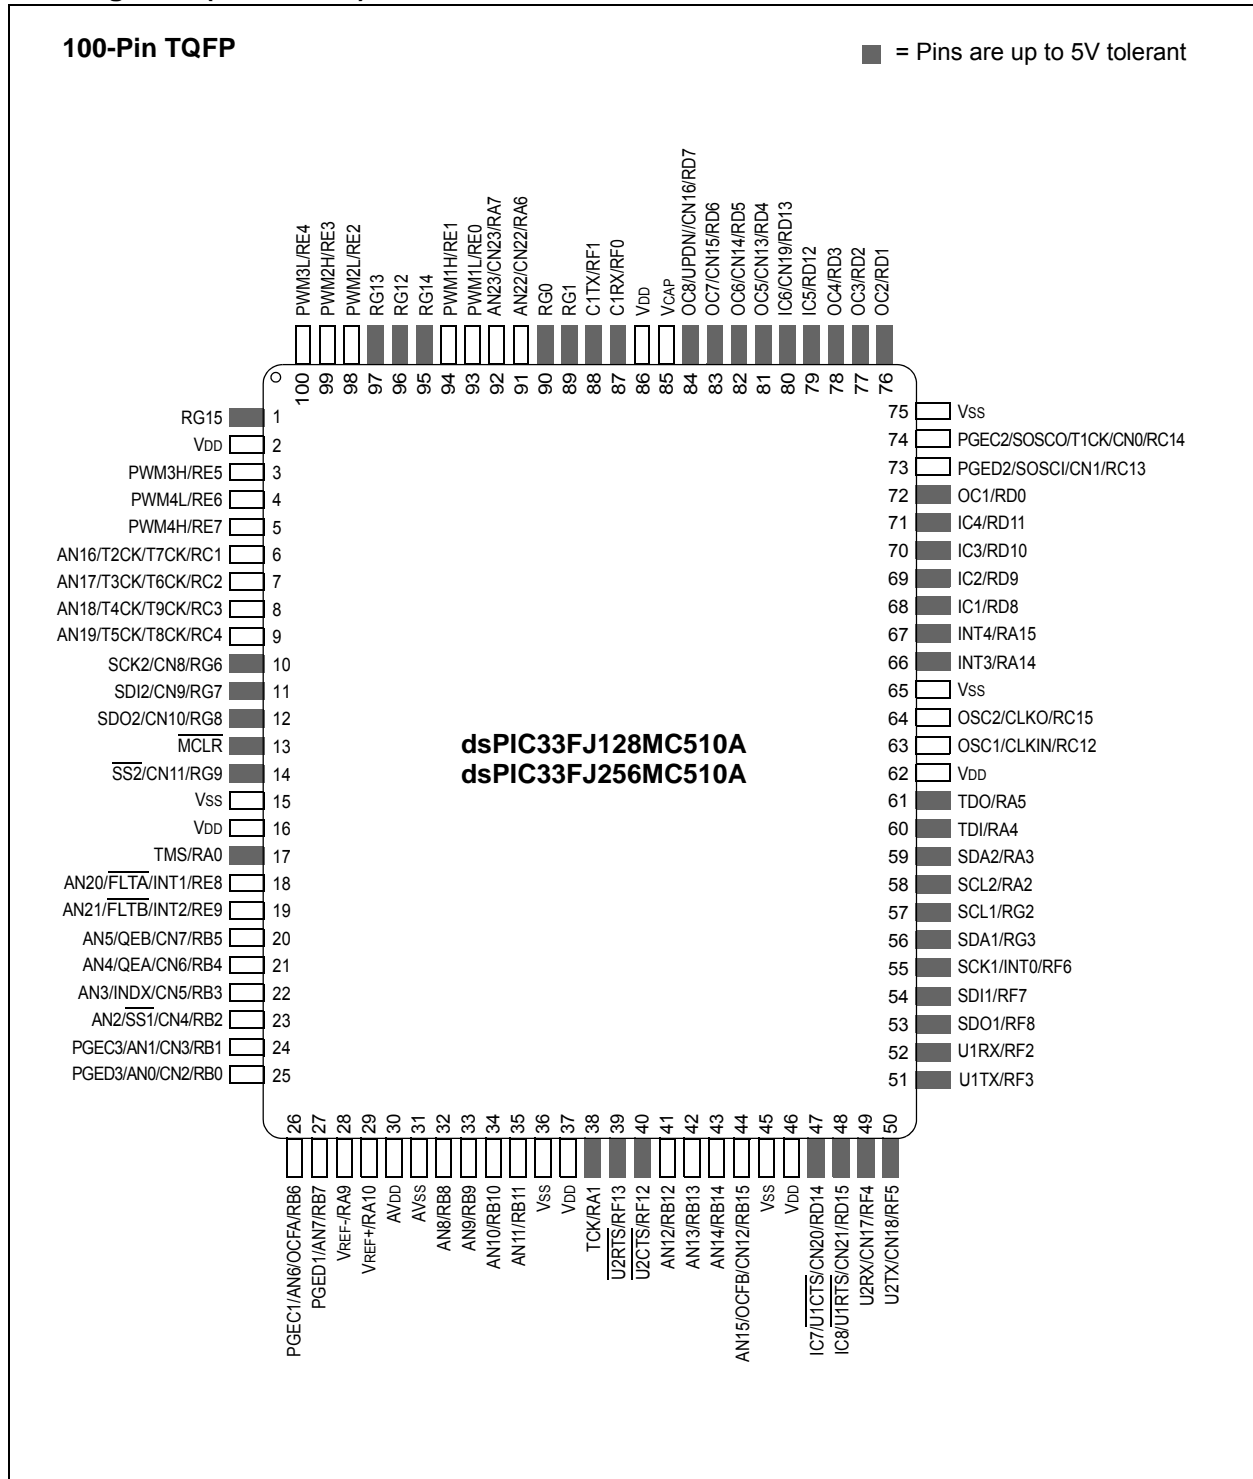 100-Pin TQFP
= Pins are up to 5V tolerant
PWM3L/RE4
PWM2H/RE3
PWM2L/RE2
RG13
RG12
RG14
PWM1H/RE1
PWM1L/RE0
AN23/CN23/RA7
AN22/CN22/RA6
RG0
RG1
C1TX/RF1
C1RX/RF0
VDD
VCAP
OC8/UPDN//CN16/RD7
OC7/CN15/RD6
OC6/CN14/RD5
OC5/CN13/RD4
IC6/CN19/RD13
IC5/RD12
OC4/RD3
OC3/RD2
OC2/RD1
100 99 98 97 96 95 94 93 92 91 90 89 88 87 86 85 84 83 82 81 80 79 78 77 76
RG15 1
VDD 2
PWM3H/RE5 3
PWM4L/RE6 4
PWM4H/RE7 5
AN16/T2CK/T7CK/RC1 6
AN17/T3CK/T6CK/RC2 7
AN18/T4CK/T9CK/RC3 8
AN19/T5CK/T8CK/RC4 9
SCK2/CN8/RG6 10
SDI2/CN9/RG7 11
SDO2/CN10/RG8 12
MCLR 13
SS2/CN11/RG9 14
VSS 15
VDD 16
TMS/RA0 17
AN20/FLTA/INT1/RE8 18
AN21/FLTB/INT2/RE9 19
AN5/QEB/CN7/RB5 20
AN4/QEA/CN6/RB4 21
AN3/INDX/CN5/RB3 22
AN2/SS1/CN4/RB2 23
PGEC3/AN1/CN3/RB1 24
PGED3/AN0/CN2/RB0 25
dsPIC33FJ128MC510A
dsPIC33FJ256MC510A
75 VSS
74 PGEC2/SOSCO/T1CK/CN0/RC14
73 PGED2/SOSCI/CN1/RC13
72 OC1/RD0
71 IC4/RD11
70 IC3/RD10
69 IC2/RD9
68 IC1/RD8
67 INT4/RA15
66 INT3/RA14
65 VSS
64 OSC2/CLKO/RC15
63 OSC1/CLKIN/RC12
62 VDD
61 TDO/RA5
60 TDI/RA4
59 SDA2/RA3
58 SCL2/RA2
57 SCL1/RG2
56 SDA1/RG3
55 SCK1/INT0/RF6
54 SDI1/RF7
53 SDO1/RF8
52 U1RX/RF2
51 U1TX/RF3
26 27 28 29 30 31 32 33 34 35 36 37 38 39 40 41 42 43 44 45 46 47 48 49 50
PGEC1/AN6/OCFA/RB6
PGED1/AN7/RB7
VREF-/RA9
VREF+/RA10
AVDD
AVSS
AN8/RB8
AN9/RB9
AN10/RB10
AN11/RB11
VSS
VDD
TCK/RA1
U2RTS/RF13
U2CTS/RF12
AN12/RB12
AN13/RB13
AN14/RB14
AN15/OCFB/CN12/RB15
VSS
VDD
IC7/U1CTS/CN20/RD14
IC8/U1RTS/CN21/RD15
U2RX/CN17/RF4
U2TX/CN18/RF5